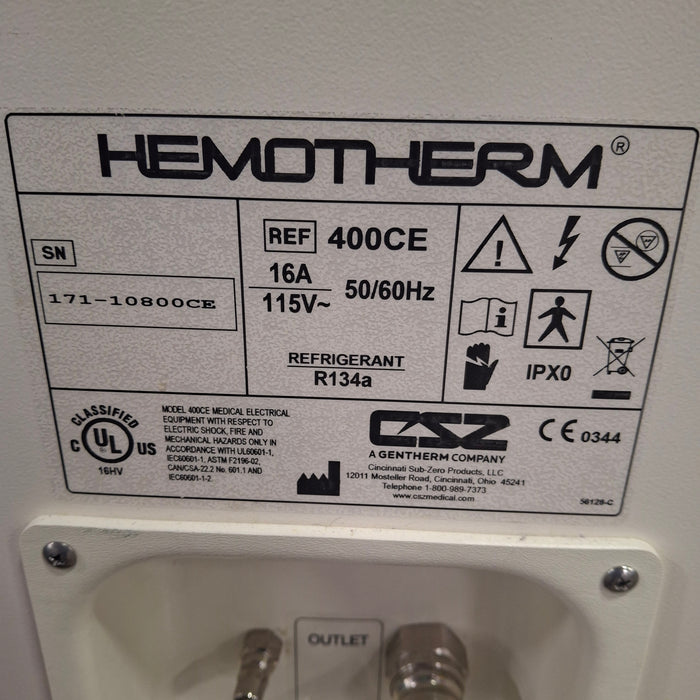 HEMOTHERM®
SN
171-10800CE
REF 400CE
16A
115V~ 50/60Hz
REFRIGERANT
R134a
IPX0
CLASSIFIED
C UL US
16HV
MODEL 400CE MEDICAL ELECTRICAL
EQUIPMENT WITH RESPECT TO
ELECTRIC SHOCK, FIRE AND
MECHANICAL HAZARDS ONLY IN
ACCORDANCE WITH UL60601-1,
IEC60601-1, ASTM F2196-02,
CAN/CSA-22.2 No. 601.1 AND
IEC60601-1-2.
CSZ
A GENTHERM COMPANY
Cincinnati Sub-Zero Products, LLC
12011 Mosteller Road, Cincinnati, Ohio 45241
Telephone 1-800-989-7373
www.cszmedical.com
CE 0344
56128-C
OUTLET